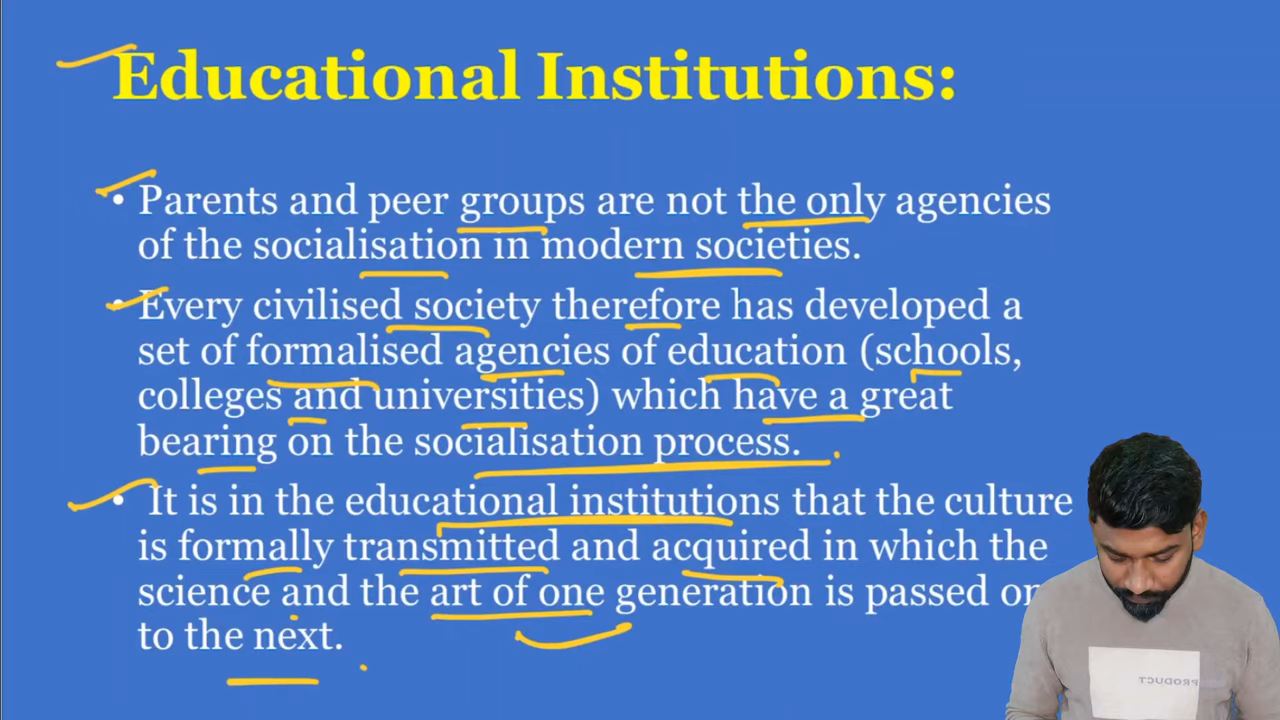 Educational Institutions:
• Parents and peer groups are not the only agencies
of the socialisation in modern societies.
• Every civilised society therefore has developed a
set of formalised agencies of education (schools,
colleges and universities) which have a great
bearing on the socialisation process.
• It is in the educational institutions that the culture
is formally transmitted and acquired in which the
science and the art of one generation is passed on
to the next.
PRODUCT